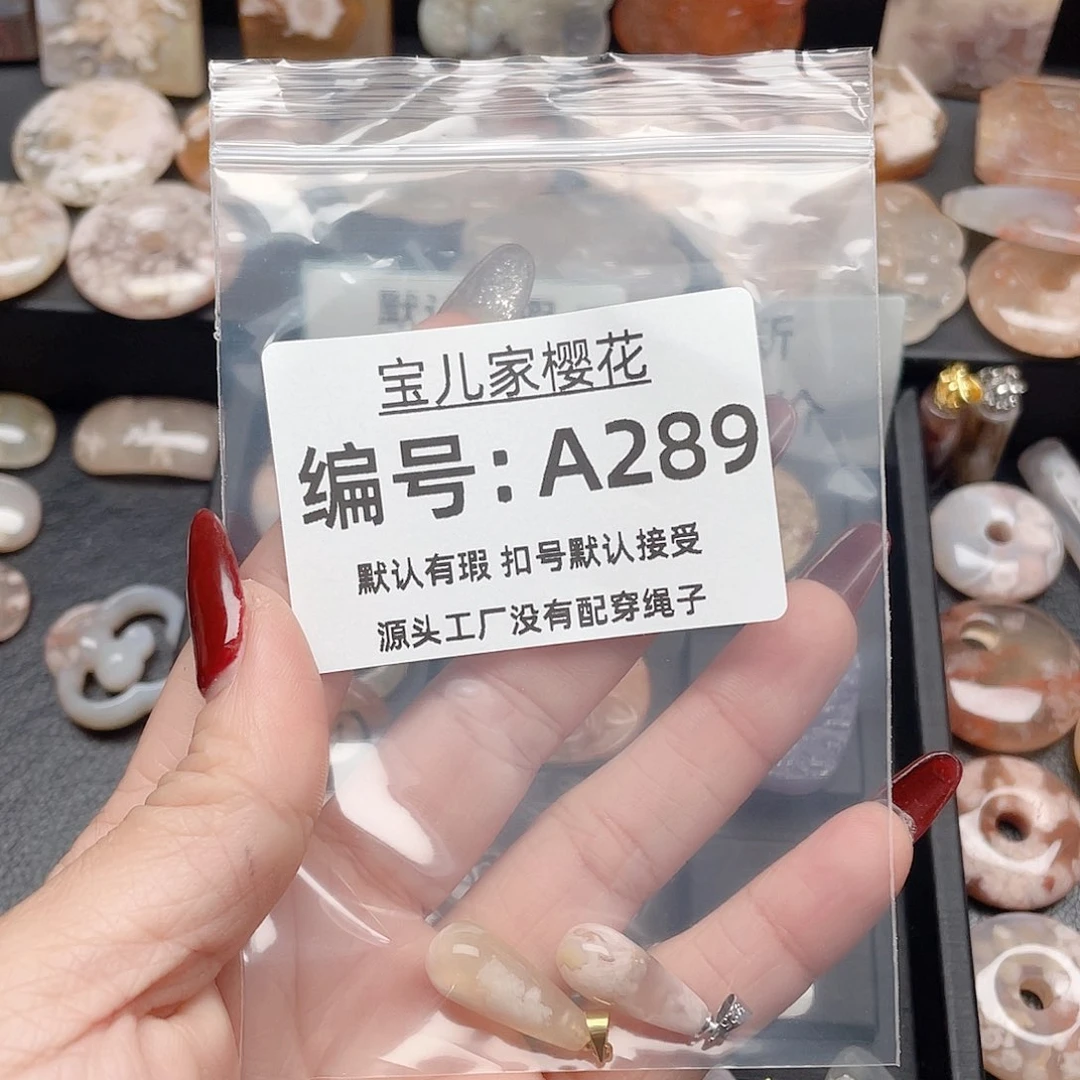 宝儿家樱花
编号:A289
默认有瑕 扣号默认接受
源头工厂没有配穿绳子